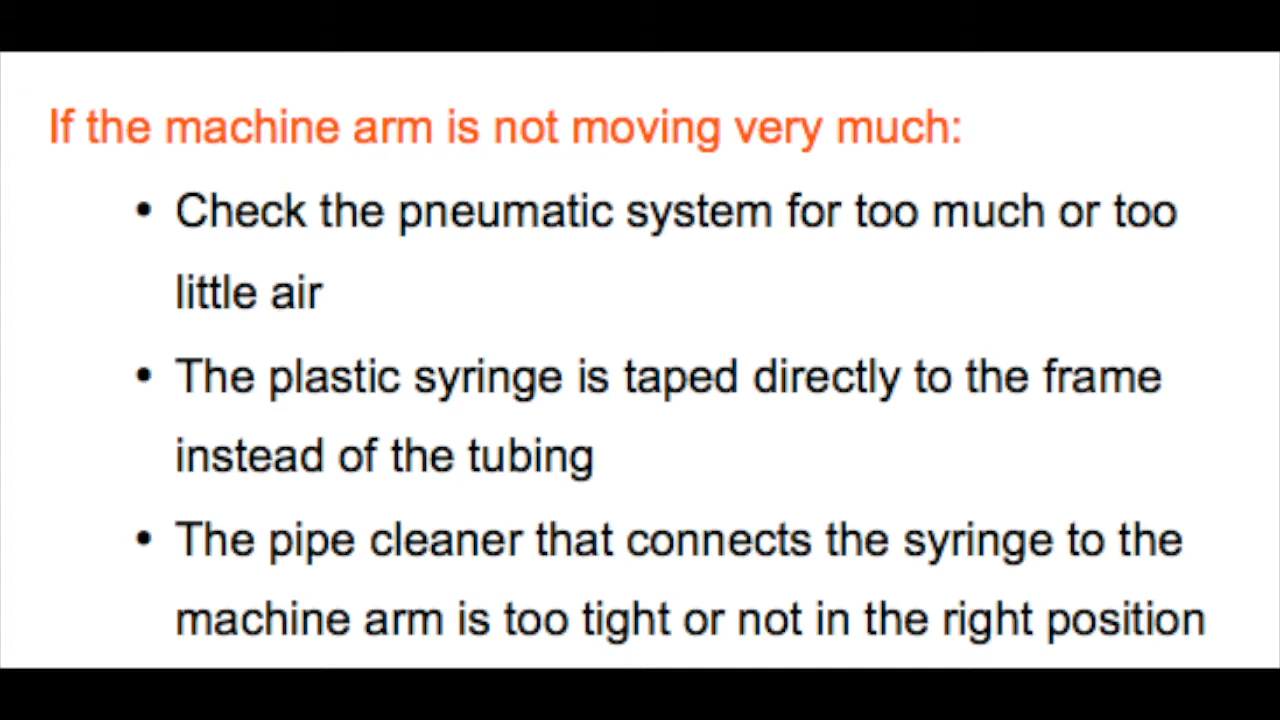 If the machine arm is not moving very much:
• Check the pneumatic system for too much or too
little air
• The plastic syringe is taped directly to the frame
instead of the tubing
• The pipe cleaner that connects the syringe to the
machine arm is too tight or not in the right position